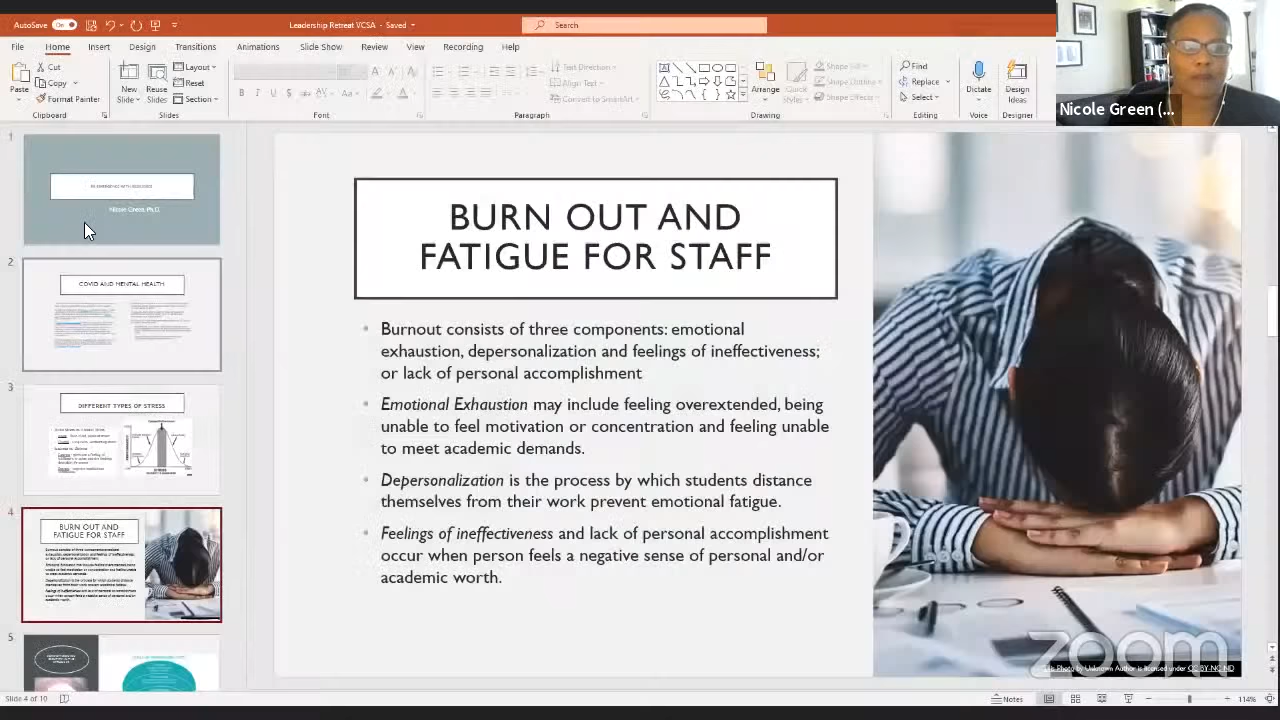 AutoSave On
Leadership Retreat VCSA - Saved
Search
File Home Insert Design Transitions Animations Slide Show Review View Recording Help
Paste
Cut
Copy
Format Painter
Clipboard
New Slide
Reuse Slides
Layout
Reset
Section
Slides
B I U S
Aa
A
Font
Text Direction
Align Text
Convert to SmartArt
Paragraph
Arrange
Quick Styles
Shape Fill
Shape Outline
Shape Effects
Drawing
Find
Replace
Select
Editing
Dictate
Voice
Design Ideas
Designer
Nicole Green (...
1
Nicole Green, Ph.D.
2
COVID AND MENTAL HEALTH
3
DIFFERENT TYPES OF STRESS
4
BURN OUT AND
FATIGUE FOR STAFF
5
BURN OUT AND
FATIGUE FOR STAFF
• Burnout consists of three components: emotional
exhaustion, depersonalization and feelings of ineffectiveness;
or lack of personal accomplishment
• Emotional Exhaustion may include feeling overextended, being
unable to feel motivation or concentration and feeling unable
to meet academic demands.
• Depersonalization is the process by which students distance
themselves from their work prevent emotional fatigue.
• Feelings of ineffectiveness and lack of personal accomplishment
occur when person feels a negative sense of personal and/or
academic worth.
zoom
This Photo by Unknown Author is licensed under CC BY-NC-ND
Slide 4 of 10
Notes
114%